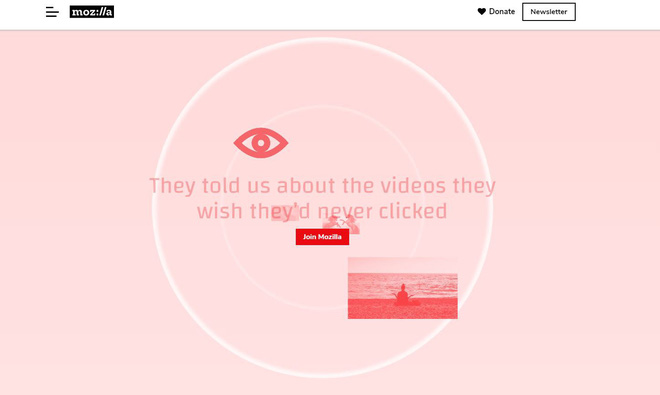 moz://a
Donate
Newsletter
They told us about the videos they
wish they'd never clicked
Join Mozilla